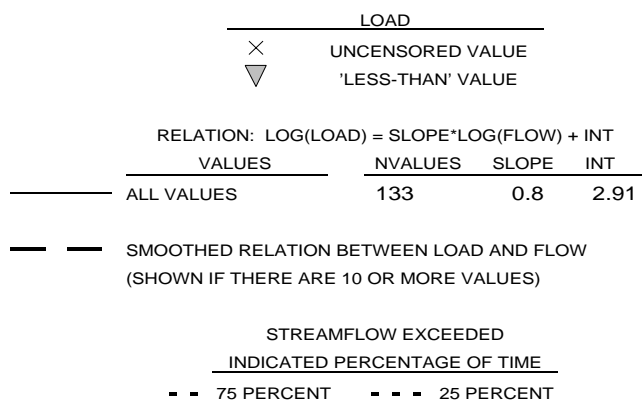 LOAD
UNCENSORED VALUE
'LESS-THAN' VALUE
RELATION: LOG(LOAD) = SLOPE*LOG(FLOW) + INT
VALUES NVALUES SLOPE INT
ALL VALUES 133 0.8 2.91
SMOOTHED RELATION BETWEEN LOAD AND FLOW
(SHOWN IF THERE ARE 10 OR MORE VALUES)
STREAMFLOW EXCEEDED
INDICATED PERCENTAGE OF TIME
75 PERCENT 25 PERCENT